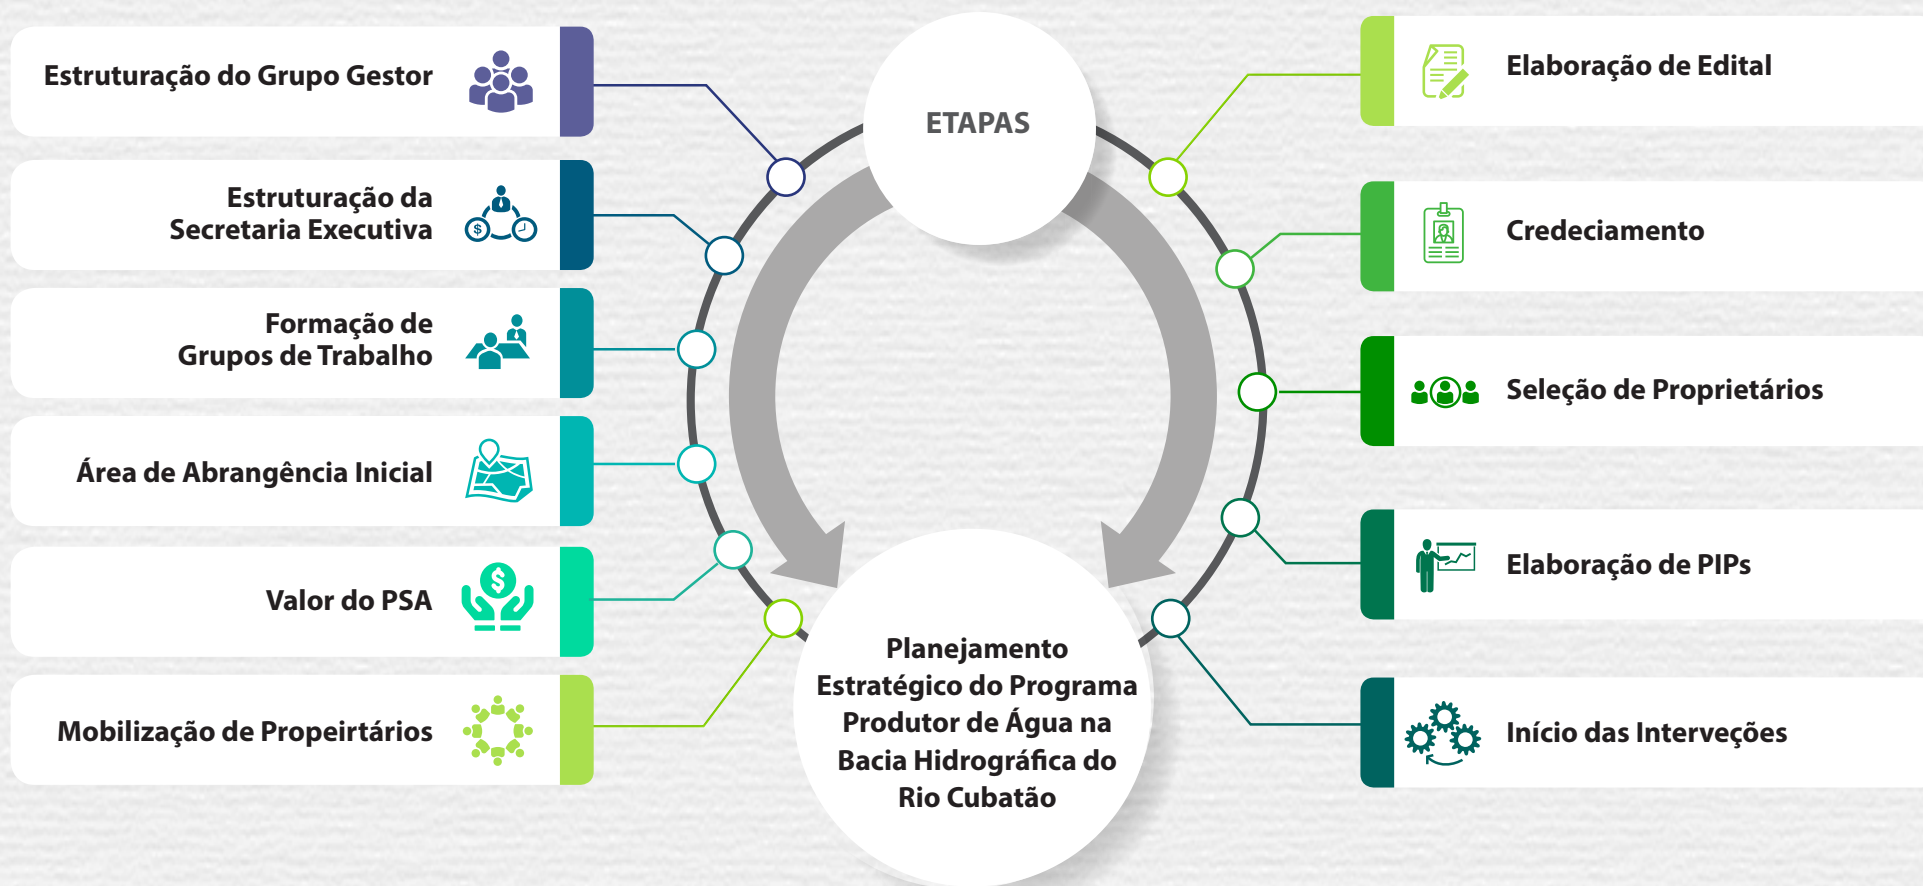 ETAPAS
Estruturação do Grupo Gestor
Estruturação da
Secretaria Executiva
Formação de
Grupos de Trabalho
Área de Abrangência Inicial
Valor do PSA
Mobilização de Propeirtários
Elaboração de Edital
Credeciamento
Seleção de Proprietários
Elaboração de PIPs
Início das Interveções
Planejamento
Estratégico do Programa
Produtor de Água na
Bacia Hidrográfica do
Rio Cubatão